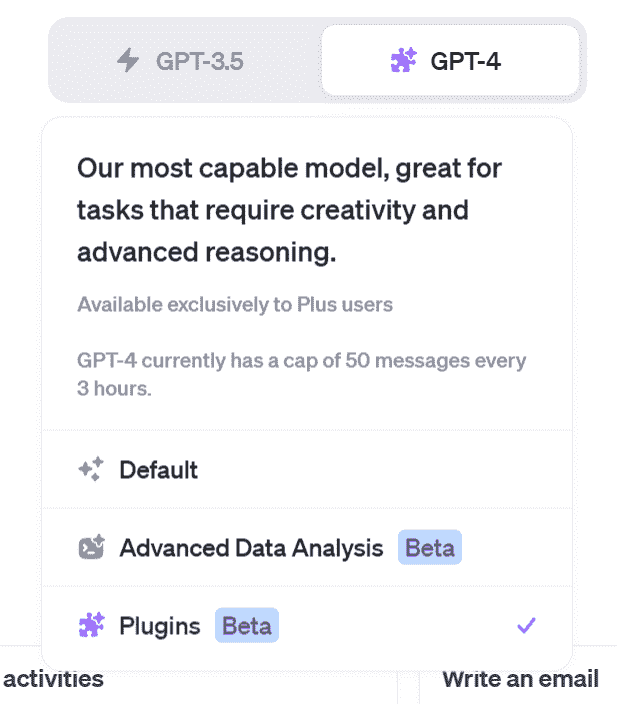 GPT-3.5
GPT-4
Our most capable model, great for
tasks that require creativity and
advanced reasoning.
Available exclusively to Plus users
GPT-4 currently has a cap of 50 messages every
3 hours.
Default
Advanced Data Analysis Beta
Plugins Beta
activities
Write an email